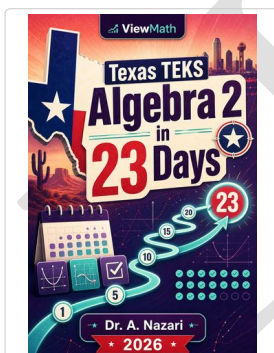 ViewMath
Texas TEKS
Algebra 2
in
23 Days
23
20
15
10
5
1
Dr. A. Nazari
2026